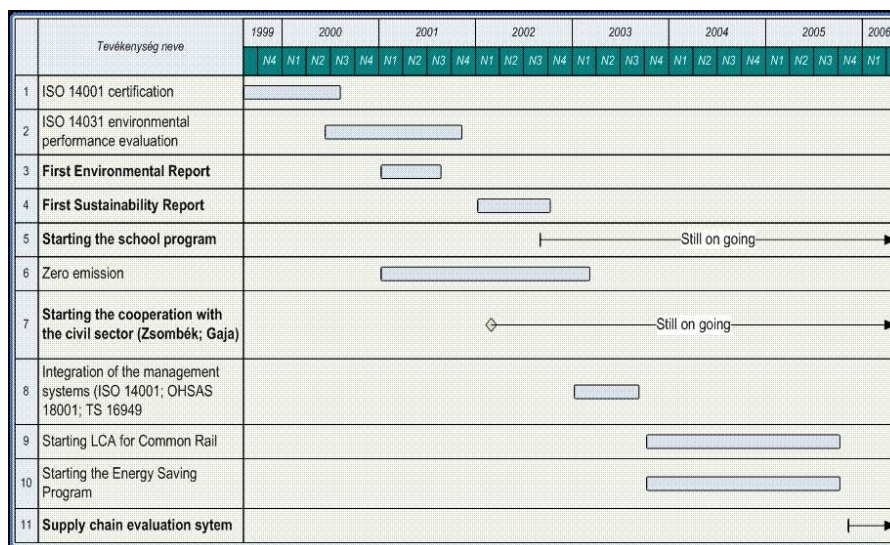 Tevékenység neve
1999 2000 2001 2002 2003 2004 2005 2006
N4 N1 N2 N3 N4 N1 N2 N3 N4 N1 N2 N3 N4 N1 N2 N3 N4 N1 N2 N3 N4 N1 N2 N3 N4 N1
1 ISO 14001 certification
2 ISO 14031 environmental
performance evaluation
3 First Environmental Report
4 First Sustainability Report
5 Starting the school program Still on going
6 Zero emission
7 Starting the cooperation with
the civil sector (Zsombék; Gaja) Still on going
8 Integration of the management
systems (ISO 14001; OHSAS
18001; TS 16949
9 Starting LCA for Common Rail
10 Starting the Energy Saving
Program
11 Supply chain evaluation sytem